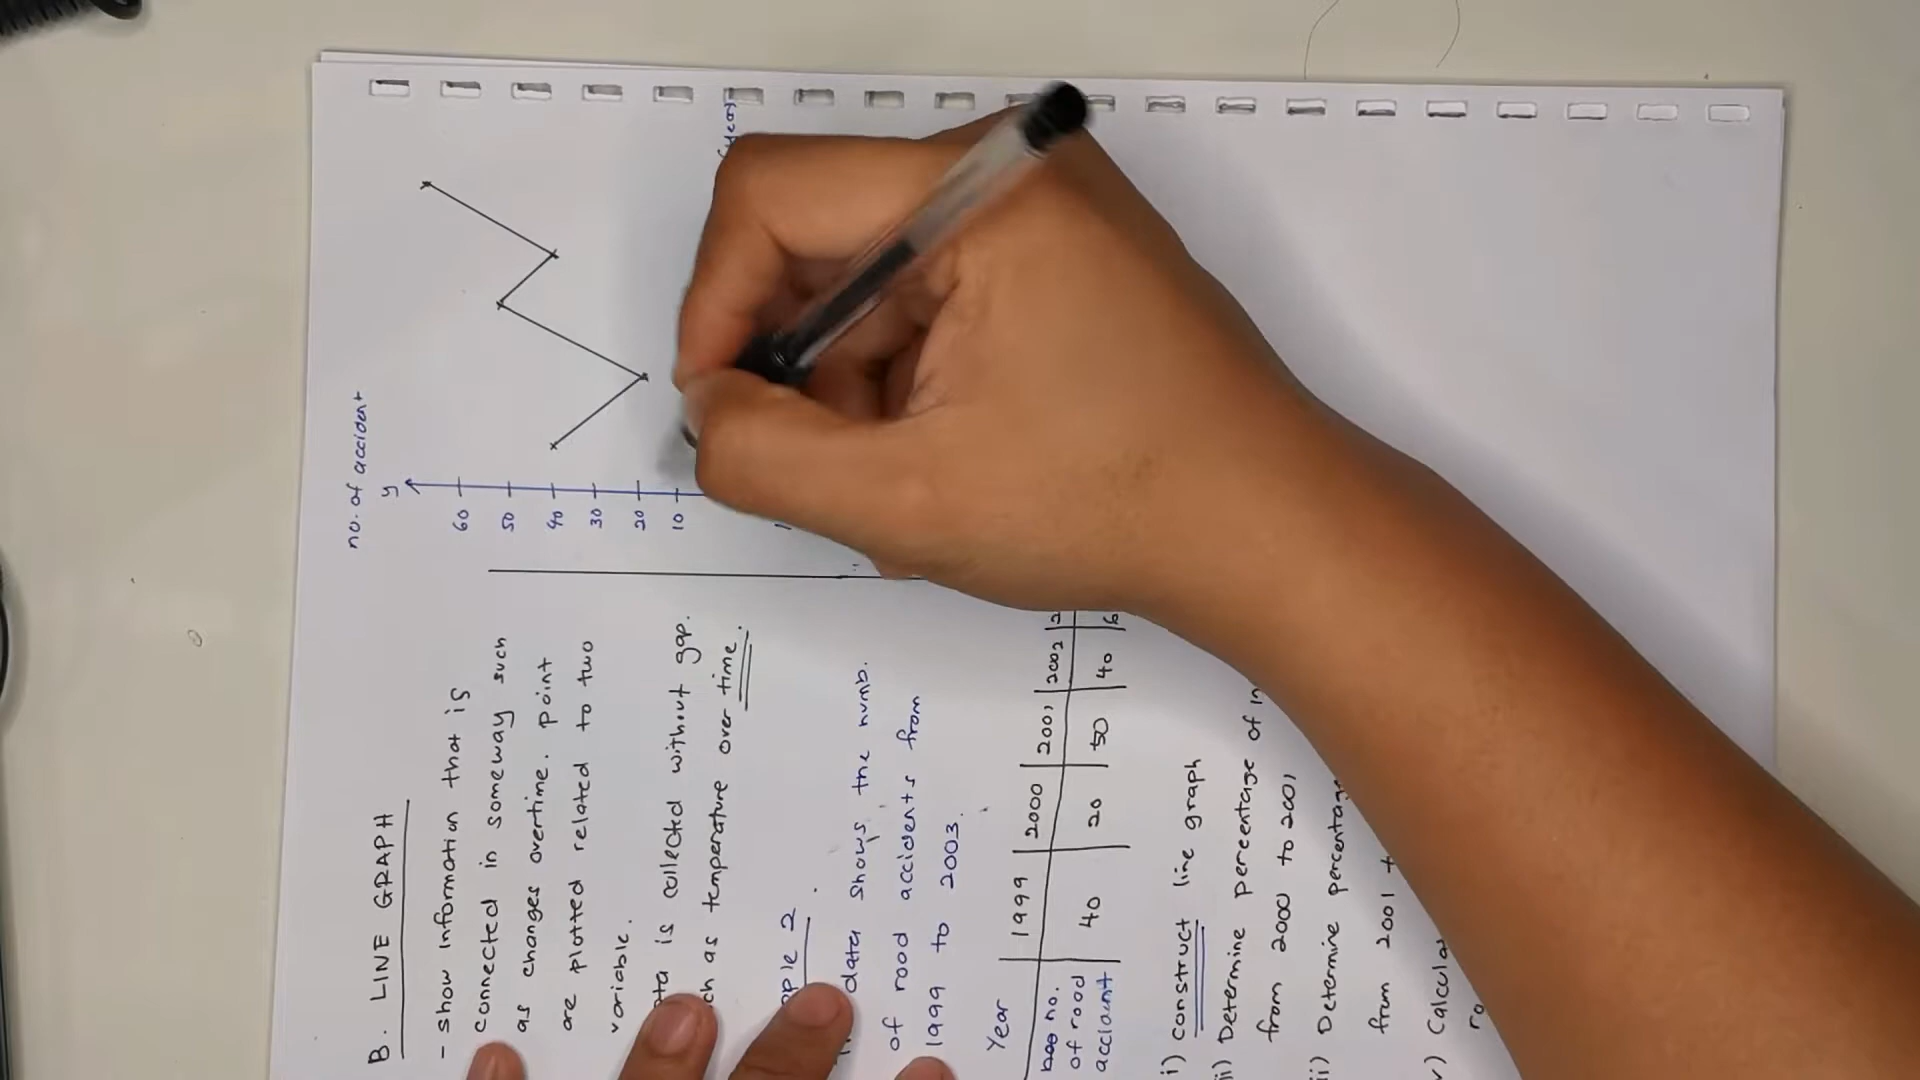 B. LINE GRAPH
- show information that is
connected in someway such
as changes overtime. point
are plotted related to two
variable.
is collected without gap.
as temperature over time.
2
data shows the numb.
of road accidents from
1999 to 2003.
Year 1999 2000 2001 2002
no. 40 20 50 40
of road
acciant
i) construct line graph
ii) Determine percentage of
from 2000 to 2001
Determine percentage
from 2001
no. of accident
y
60
50
40
30
20
10
(year)